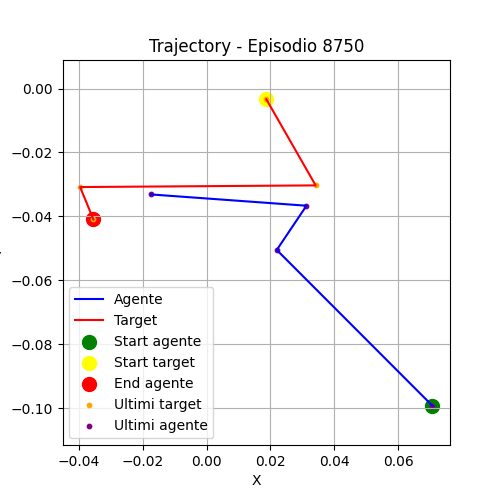 Trajectory - Episodio 8750
0.00
−0.02
−0.04
−0.06
−0.08
−0.10
Agente
Target
Start agente
Start target
End agente
Ultimi target
Ultimi agente
−0.04
−0.02
0.00
0.02
0.04
0.06
X